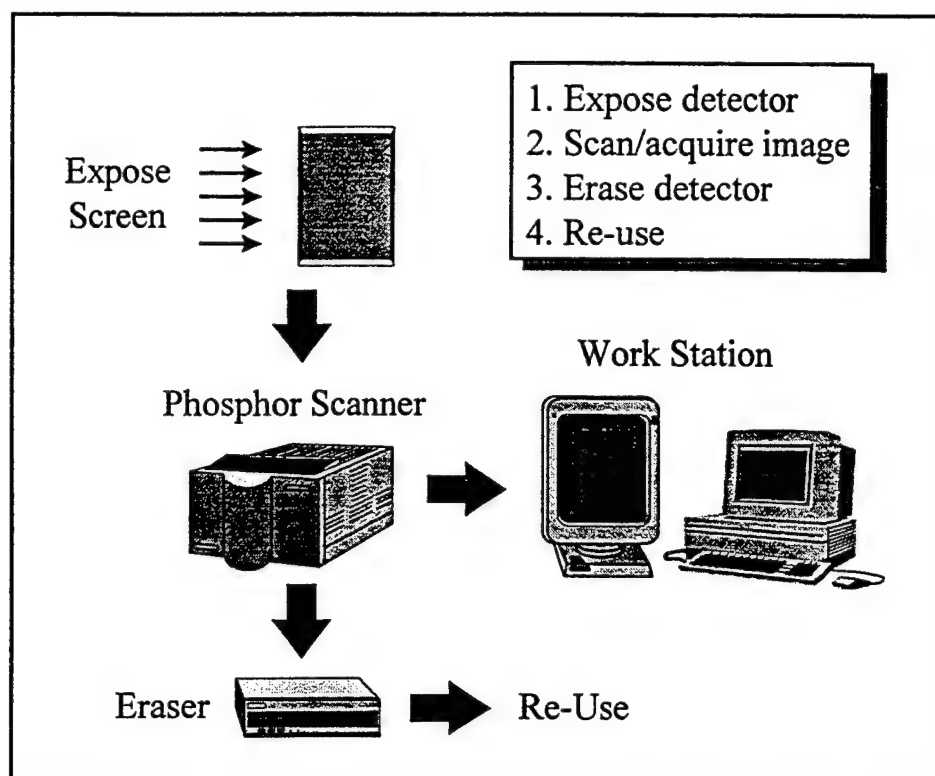 Expose
Screen
1. Expose detector
2. Scan/acquire image
3. Erase detector
4. Re-use
Work Station
Phosphor Scanner
Eraser
Re-Use